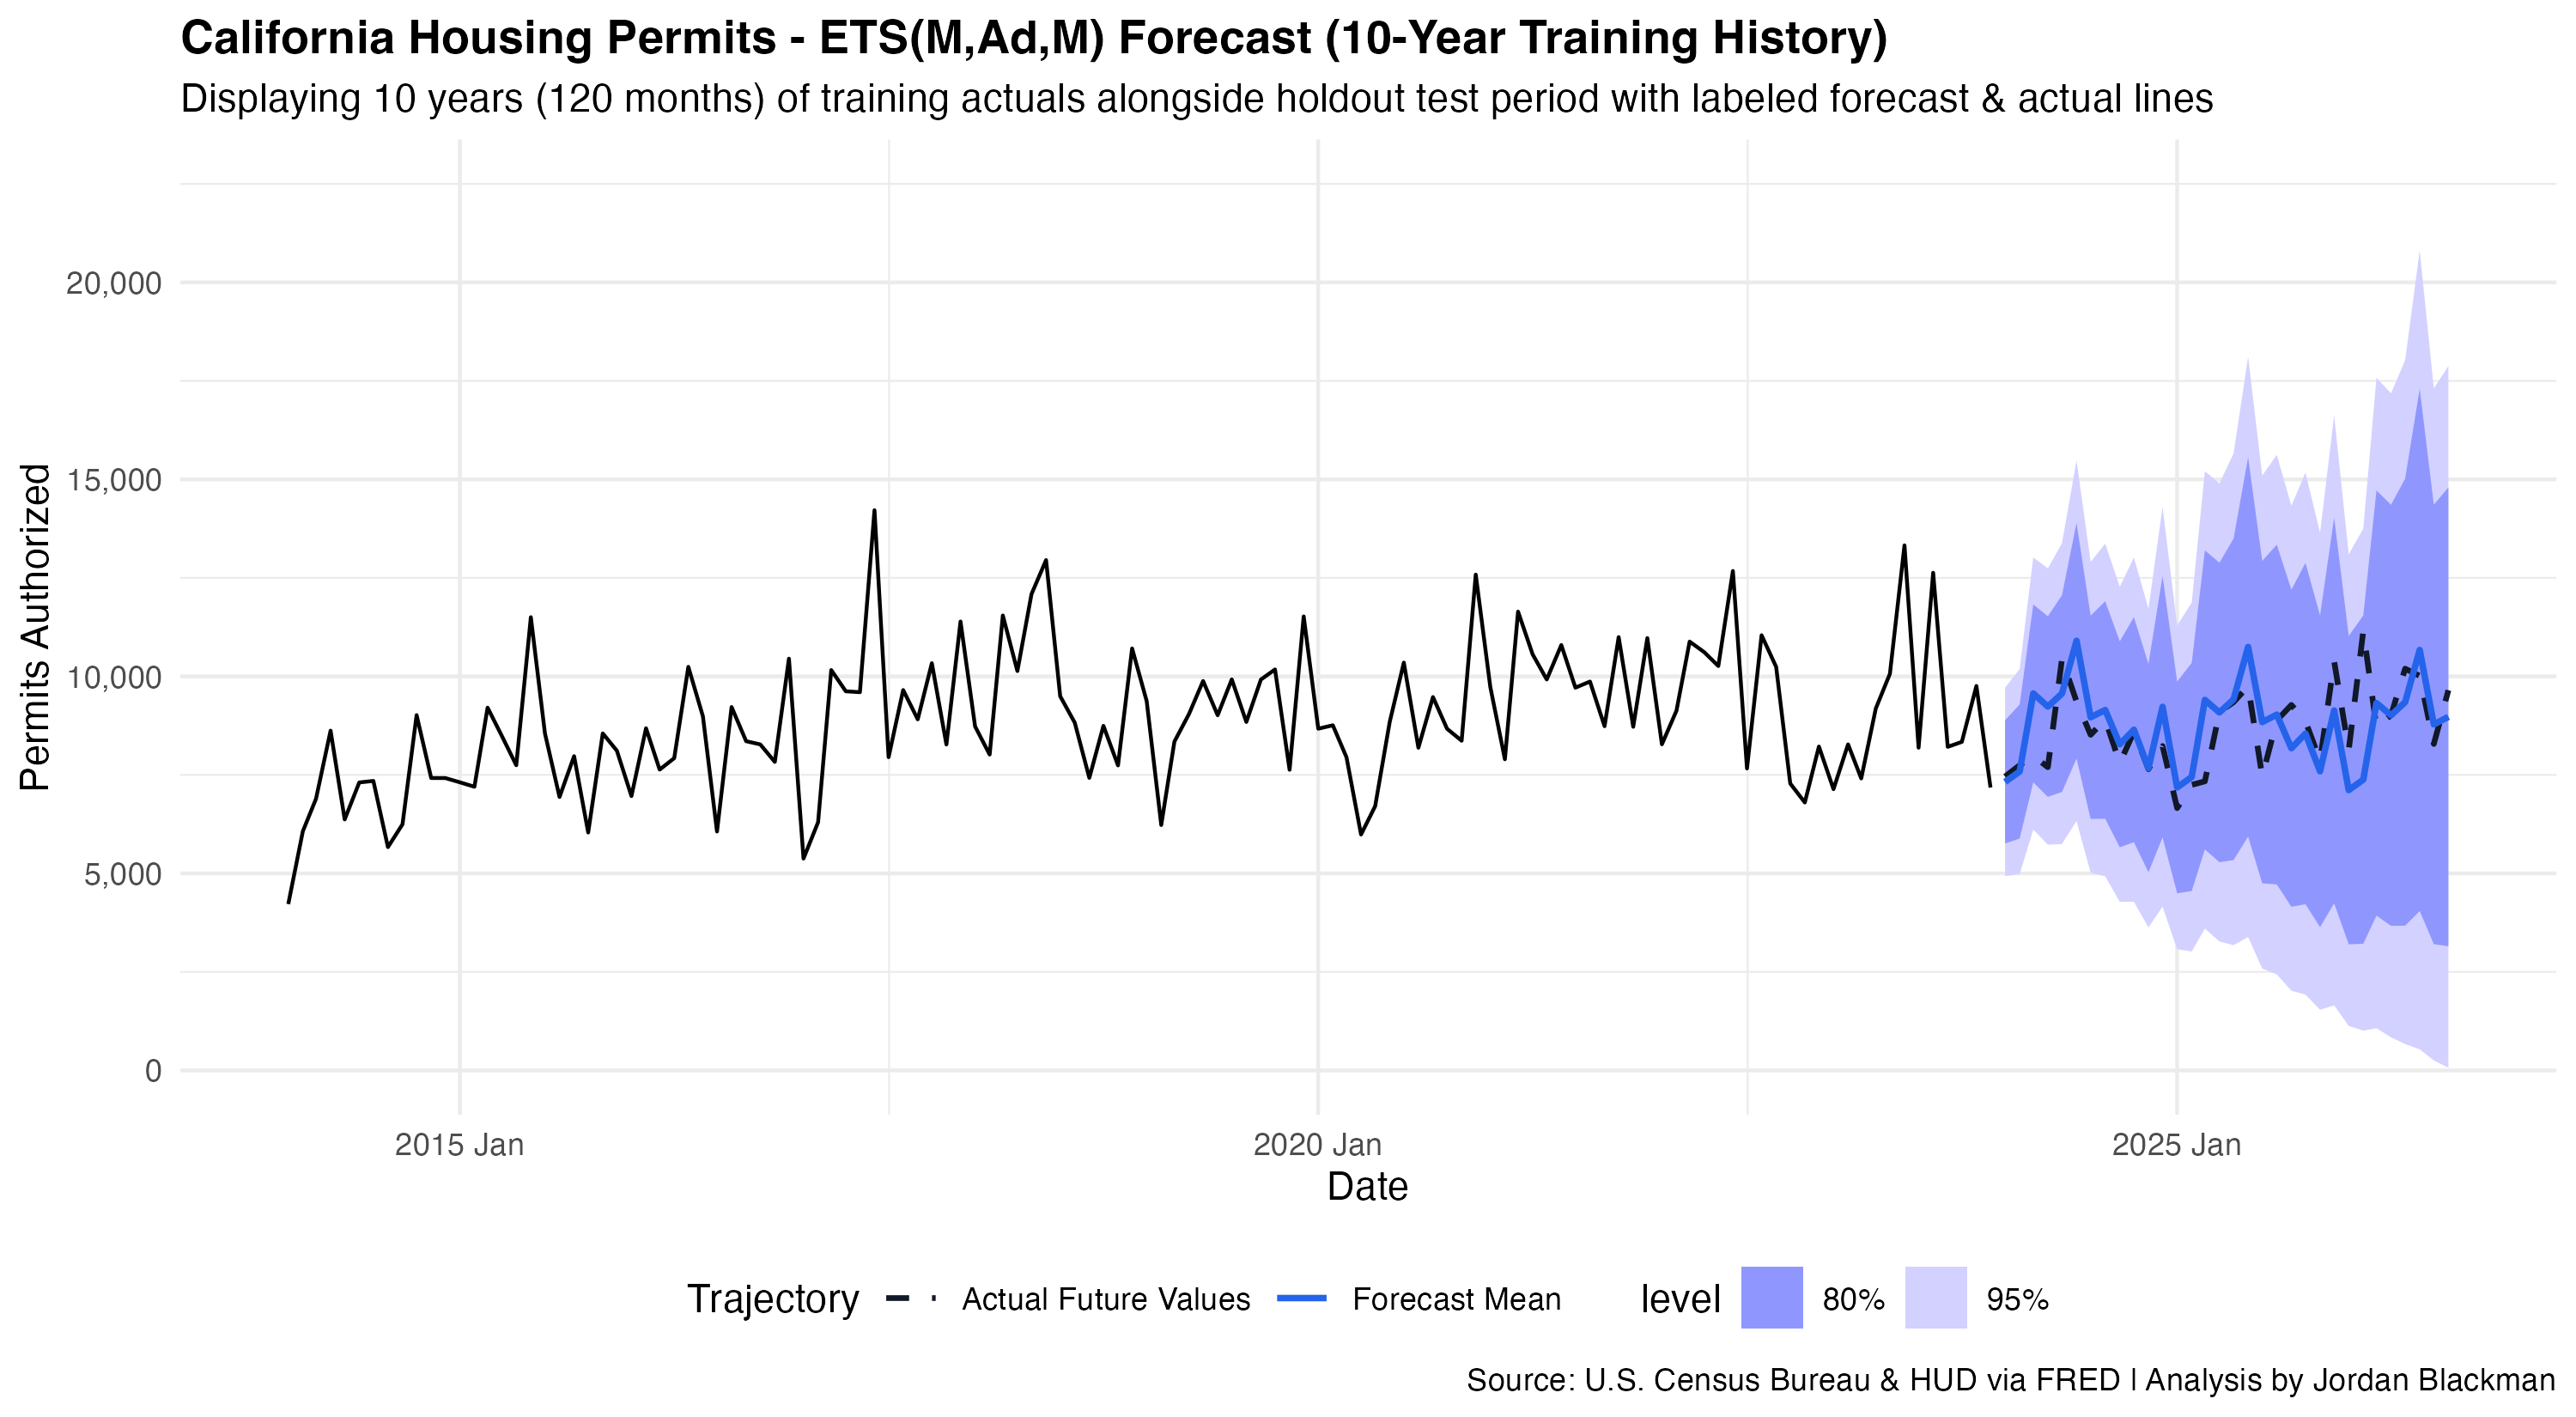 California Housing Permits - ETS(M,Ad,M) Forecast (10-Year Training History)
Displaying 10 years (120 months) of training actuals alongside holdout test period with labeled forecast & actual lines
Permits Authorized
20,000
15,000
10,000
5,000
0
2015 Jan 2020 Jan 2025 Jan
Date
Trajectory Actual Future Values Forecast Mean level 80% 95%
Source: U.S. Census Bureau & HUD via FRED | Analysis by Jordan Blackman